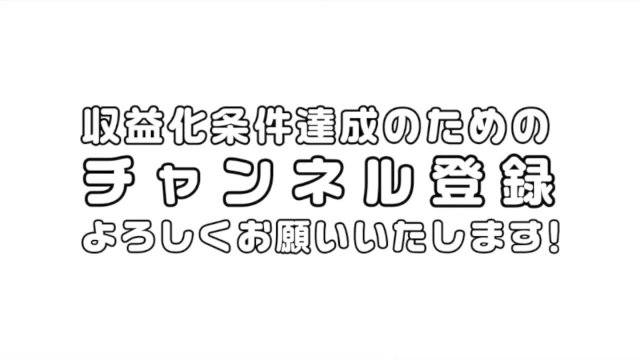 収益化条件達成のための
チャンネル登録
よろしくお願いいたします!